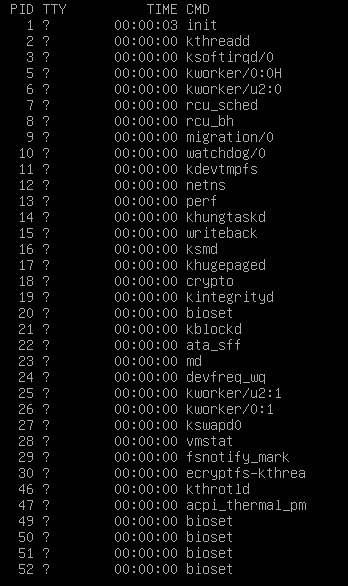 PID TTY          TIME CMD
    1 ?        00:00:03 init
    2 ?        00:00:00 kthreadd
    3 ?        00:00:00 ksoftirqd/0
    5 ?        00:00:00 kworker/0:0H
    6 ?        00:00:00 kworker/u2:0
    7 ?        00:00:00 rcu_sched
    8 ?        00:00:00 rcu_bh
    9 ?        00:00:00 migration/0
   10 ?        00:00:00 watchdog/0
   11 ?        00:00:00 kdevtmpfs
   12 ?        00:00:00 netns
   13 ?        00:00:00 perf
   14 ?        00:00:00 khungtaskd
   15 ?        00:00:00 writeback
   16 ?        00:00:00 ksmd
   17 ?        00:00:00 khugepaged
   18 ?        00:00:00 crypto
   19 ?        00:00:00 kintegrityd
   20 ?        00:00:00 bioset
   21 ?        00:00:00 kblockd
   22 ?        00:00:00 ata_sff
   23 ?        00:00:00 md
   24 ?        00:00:00 devfreq_wq
   25 ?        00:00:00 kworker/u2:1
   26 ?        00:00:00 kworker/0:1
   27 ?        00:00:00 kswapd0
   28 ?        00:00:00 vmstat
   29 ?        00:00:00 fsnotify_mark
   30 ?        00:00:00 ecryptfs-kthrea
   46 ?        00:00:00 kthrotld
   47 ?        00:00:00 acpi_thermal_pm
   49 ?        00:00:00 bioset
   50 ?        00:00:00 bioset
   51 ?        00:00:00 bioset
   52 ?        00:00:00 bioset